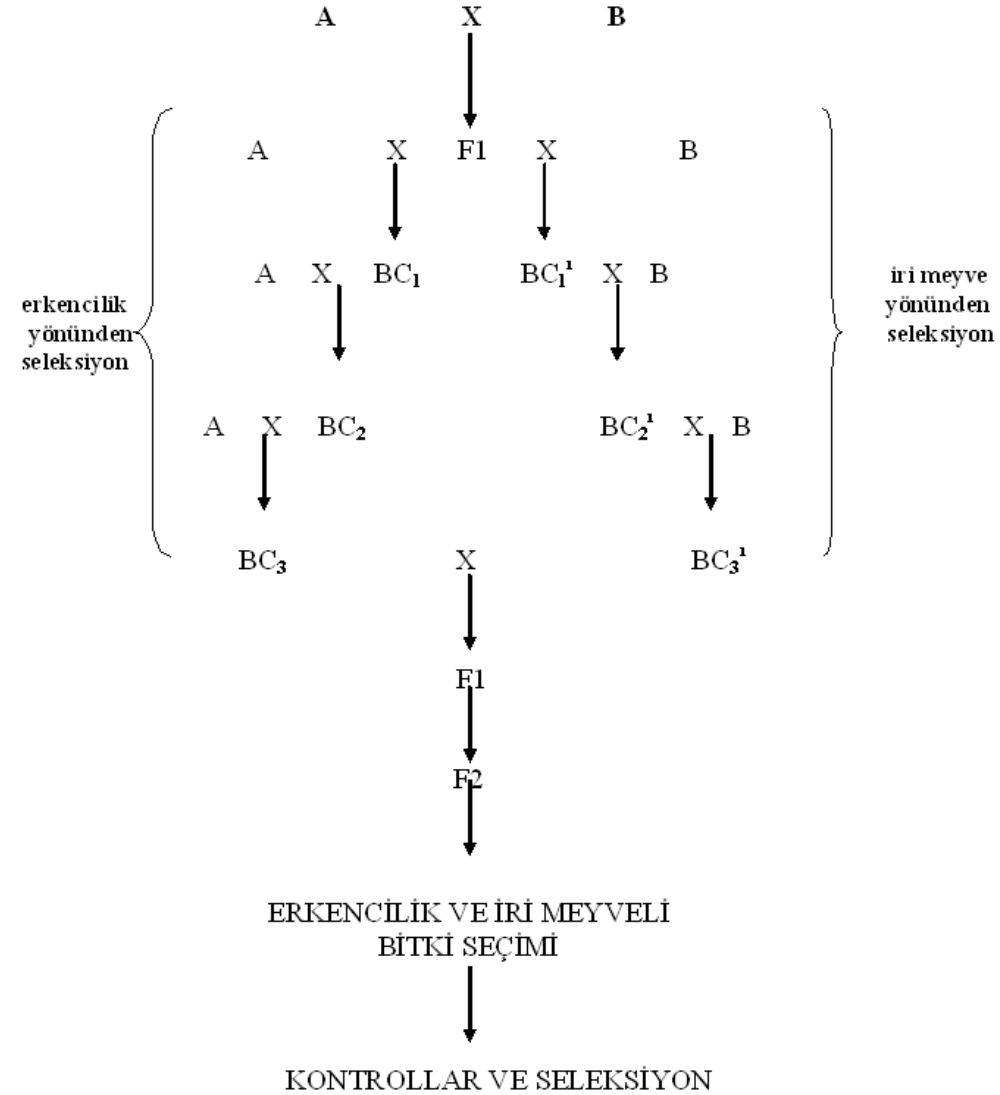 A X B
A X F1 X B
A X BC₁ BC₁¹ X B
erkencilik
yönünden
seleksiyon
iri meyve
yönünden
seleksiyon
A X BC₂ BC₂¹ X B
BC₃ X BC₃¹
F1
F2
ERKENCİLİK VE İRİ MEYVELİ
BİTKİ SEÇİMİ
KONTROLLAR VE SELEKSİYON